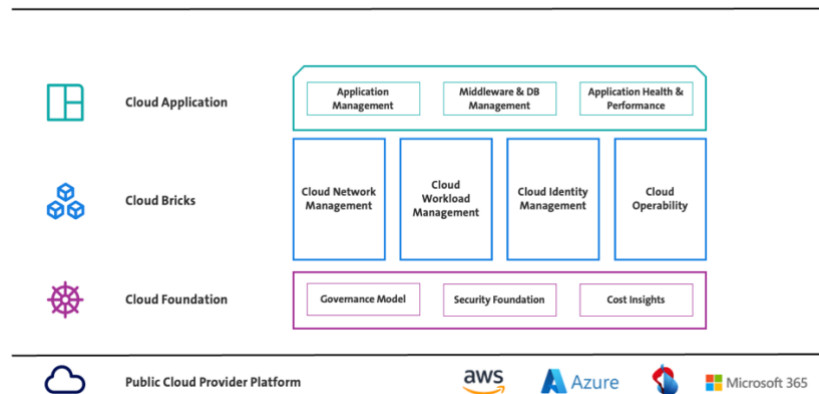 Cloud Application
Application
Management
Middleware & DB
Management
Application Health &
Performance
Cloud Bricks
Cloud Network
Management
Cloud
Workload
Management
Cloud Identity
Management
Cloud
Operability
Cloud Foundation
Governance Model
Security Foundation
Cost Insights
Public Cloud Provider Platform
aws
Azure
Microsoft 365